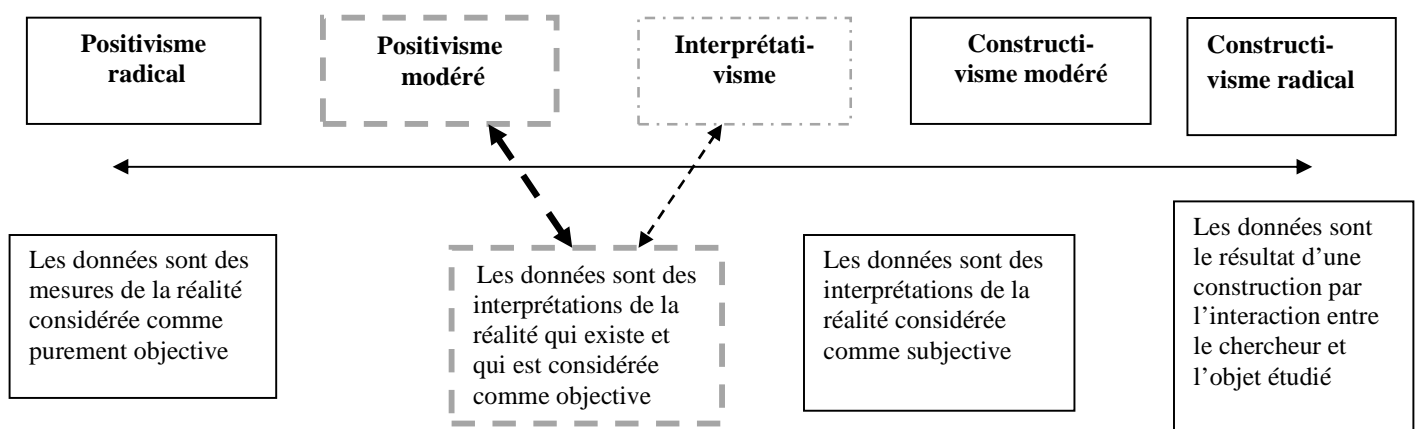 Positivisme
radical
Positivisme
modéré
Interprétati-
visme
Constructi-
visme modéré
Constructi-
visme radical
Les données sont des
mesures de la réalité
considérée comme
purement objective
Les données sont des
interprétations de la
réalité qui existe et
qui est considérée
comme objective
Les données sont des
interprétations de la
réalité considérée
comme subjective
Les données sont
le résultat d’une
construction par
l’interaction entre
le chercheur et
l’objet étudié